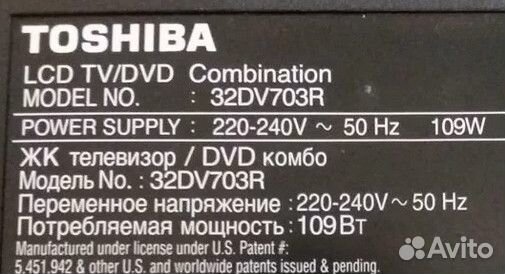 TOSHIBA
LCD TV/DVD Combination
MODEL NO. : 32DV703R
POWER SUPPLY : 220-240V ~ 50 Hz 109W
ЖК телевизор / DVD комбо
Модель No. : 32DV703R
Переменное напряжение : 220-240V ~ 50 Hz
Потребляемая мощность : 109Вт
Manufactured under license under U.S. Patent #:
5,451,942 & other U.S. and worldwide patents issued & pending.
Avito